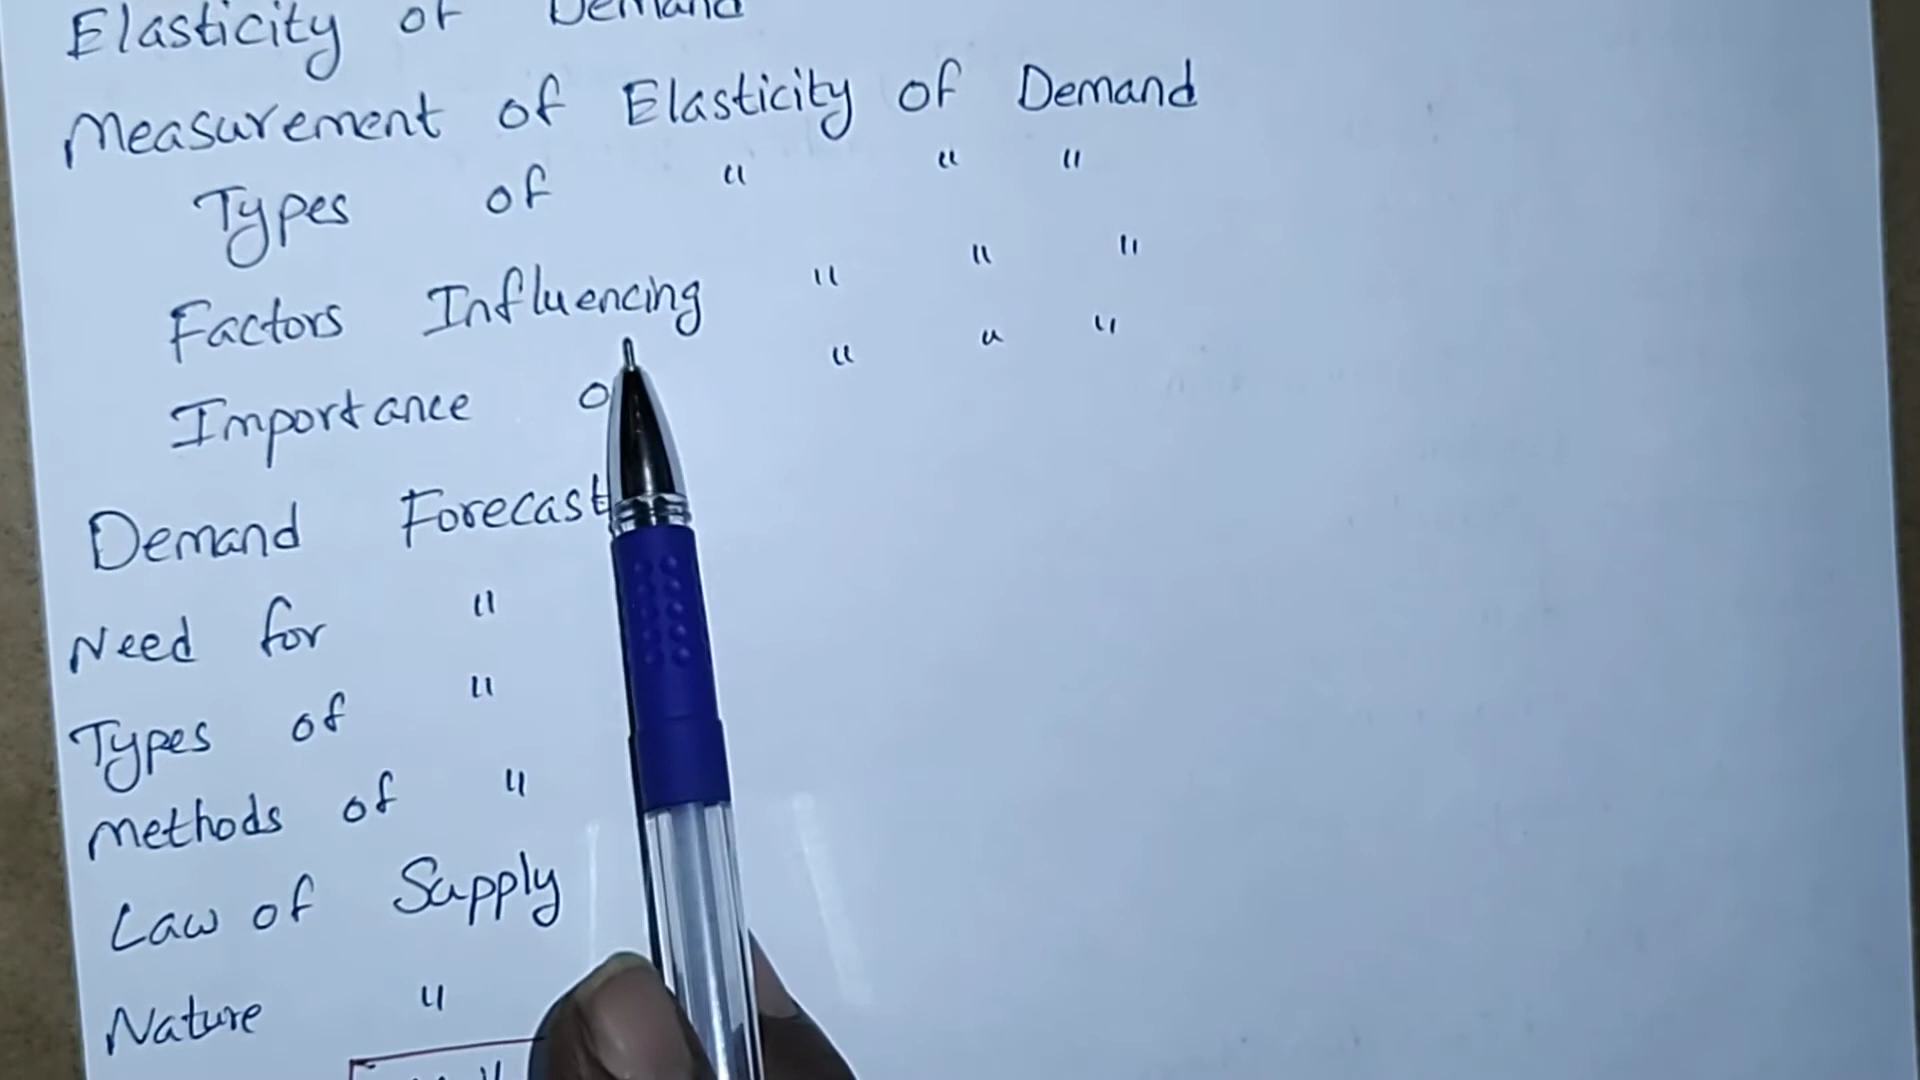 Elasticity of Demand
Measurement of Elasticity of Demand
Types of " " "
Factors Influencing " " "
Importance " " "
Demand Forecast
Need for "
Types of "
Methods of "
Law of Supply
Nature "